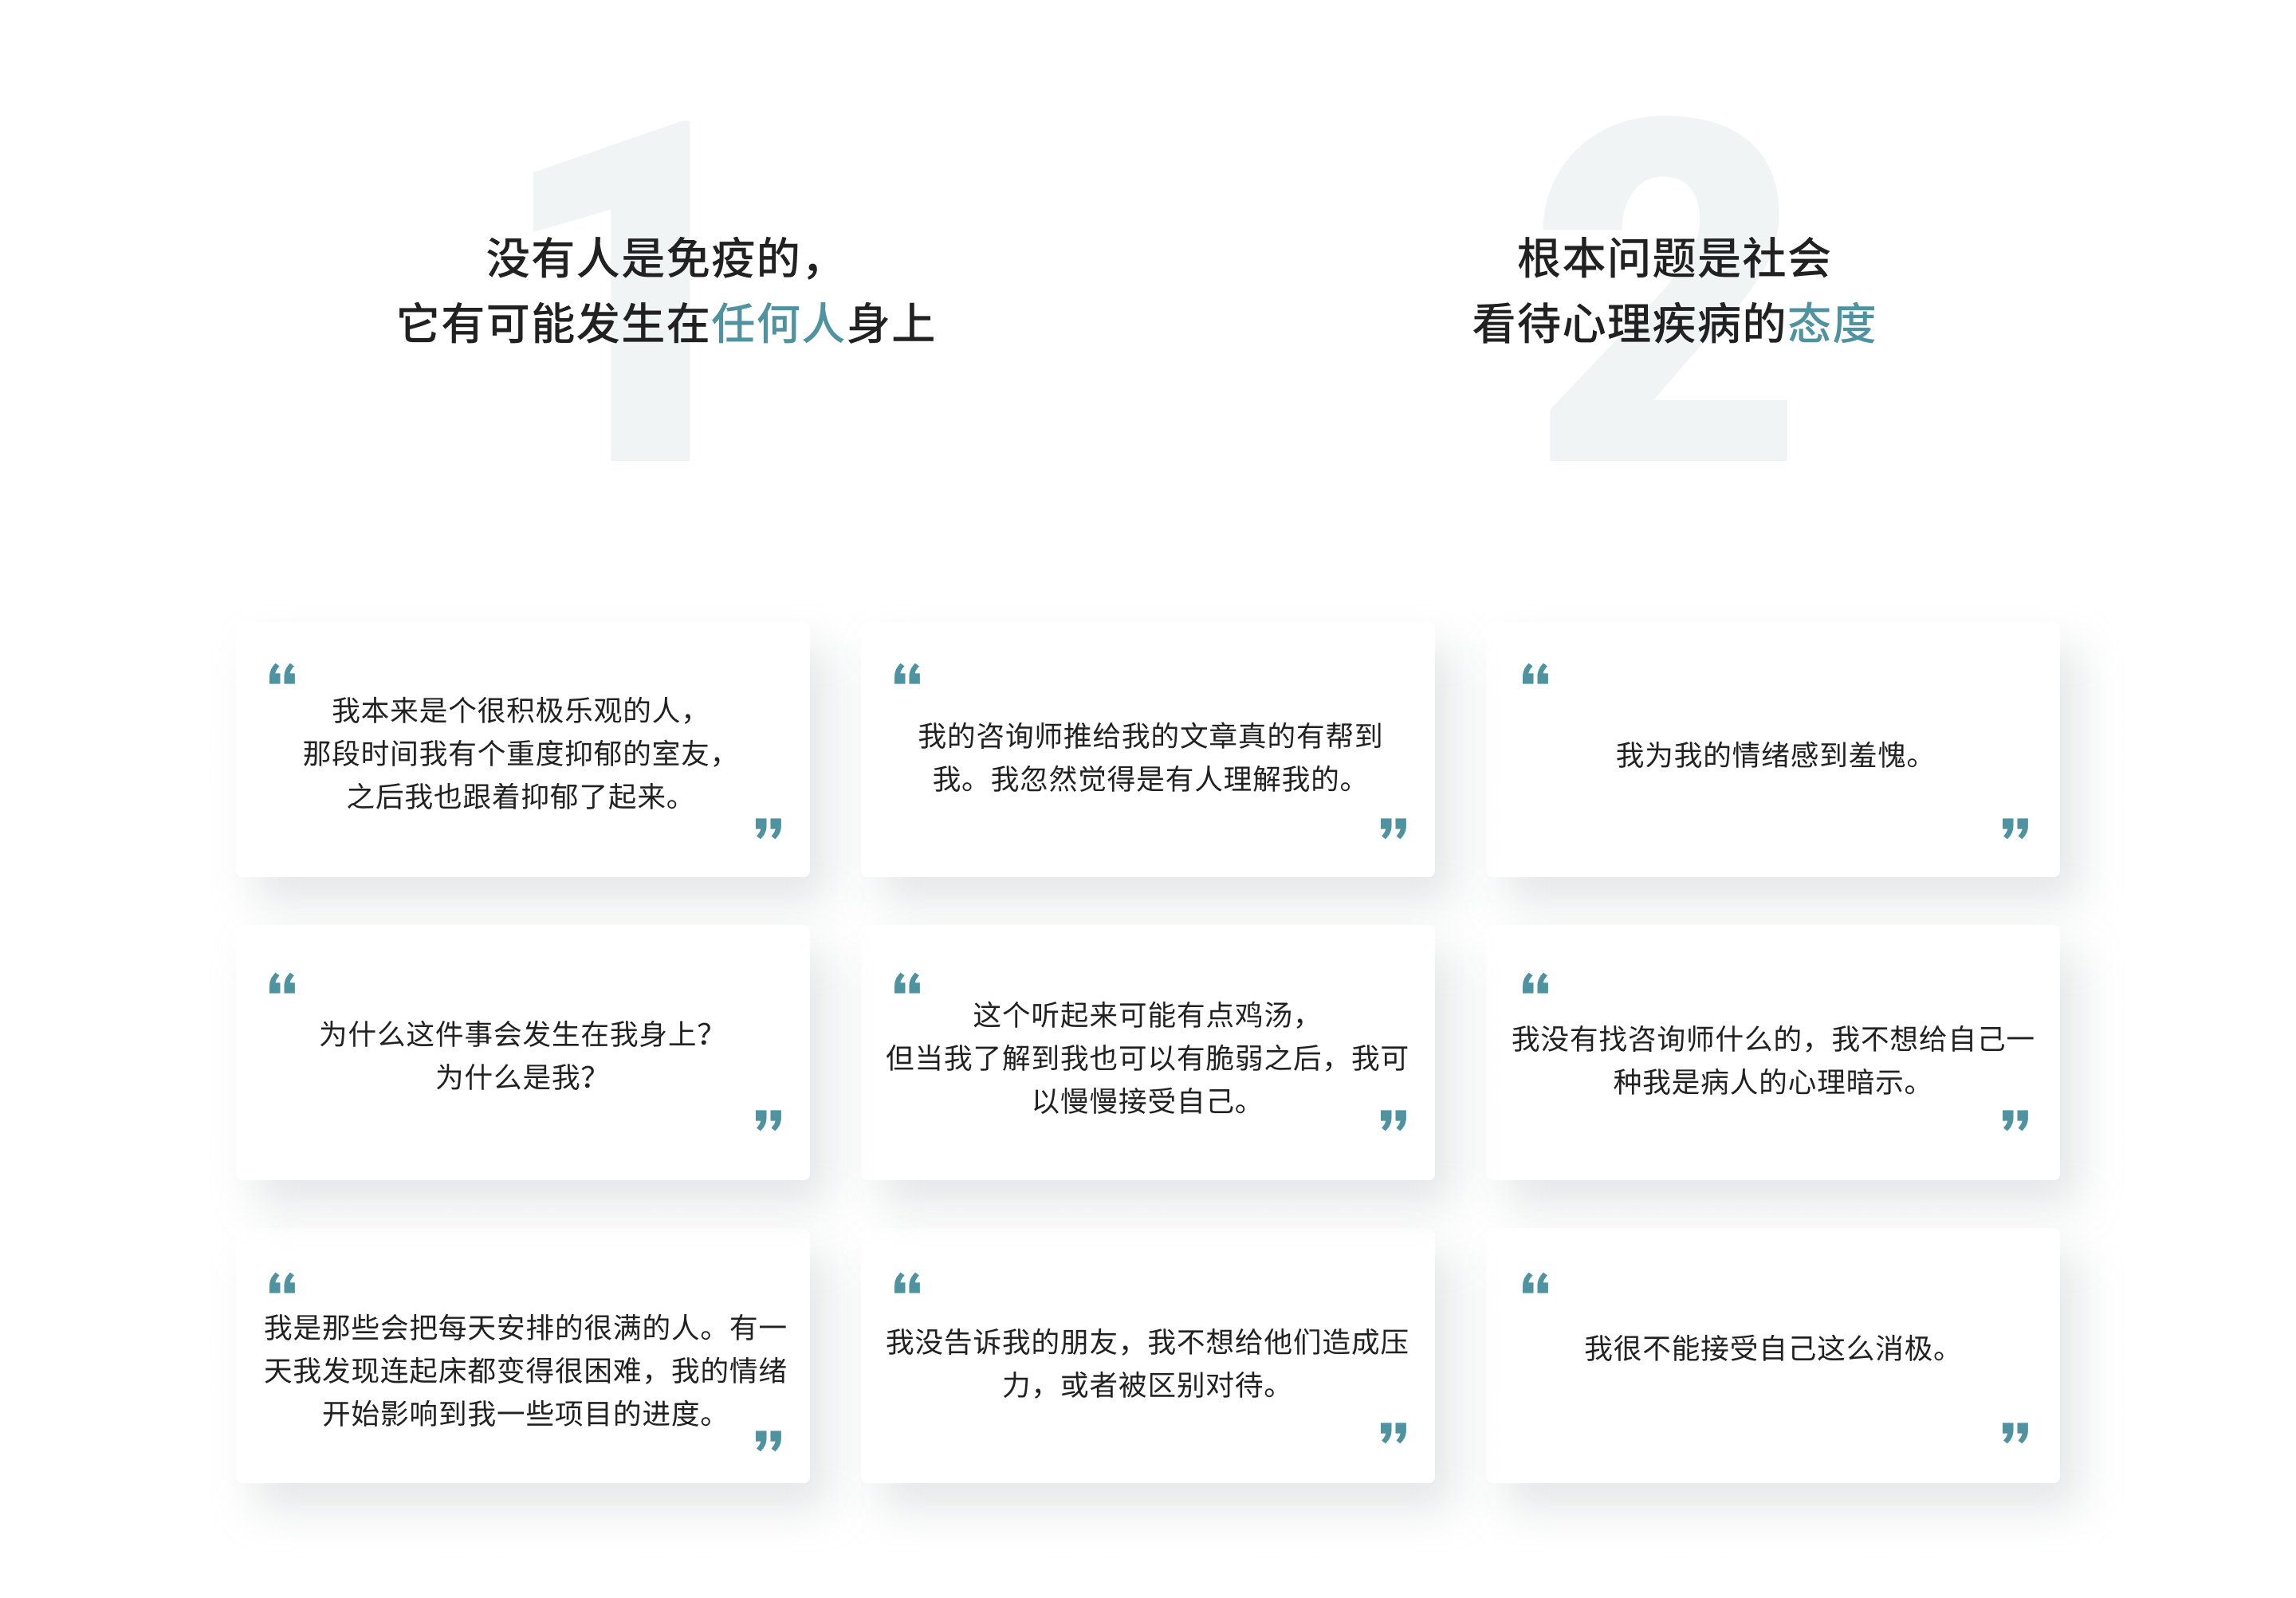 1
没有人是免疫的，
它有可能发生在任何人身上
2
根本问题是社会
看待心理疾病的态度
“
我本来是个很积极乐观的人，
那段时间我有个重度抑郁的室友，
之后我也跟着抑郁了起来。
”
“
我的咨询师推给我的文章真的有帮到
我。我忽然觉得是有人理解我的。
”
“
我为我的情绪感到羞愧。
”
“
为什么这件事会发生在我身上？
为什么是我？
”
“
这个听起来可能有点鸡汤，
但当我了解到我也可以有脆弱之后，我可
以慢慢接受自己。
”
“
我没有找咨询师什么的，我不想给自己一
种我是病人的心理暗示。
”
“
我是那些会把每天安排的很满的人。有一
天我发现连起床都变得很困难，我的情绪
开始影响到我一些项目的进度。
”
“
我没告诉我的朋友，我不想给他们造成压
力，或者被区别对待。
”
“
我很不能接受自己这么消极。
”